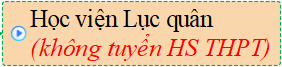 Học viện Lục quân
(không tuyển HS THPT)